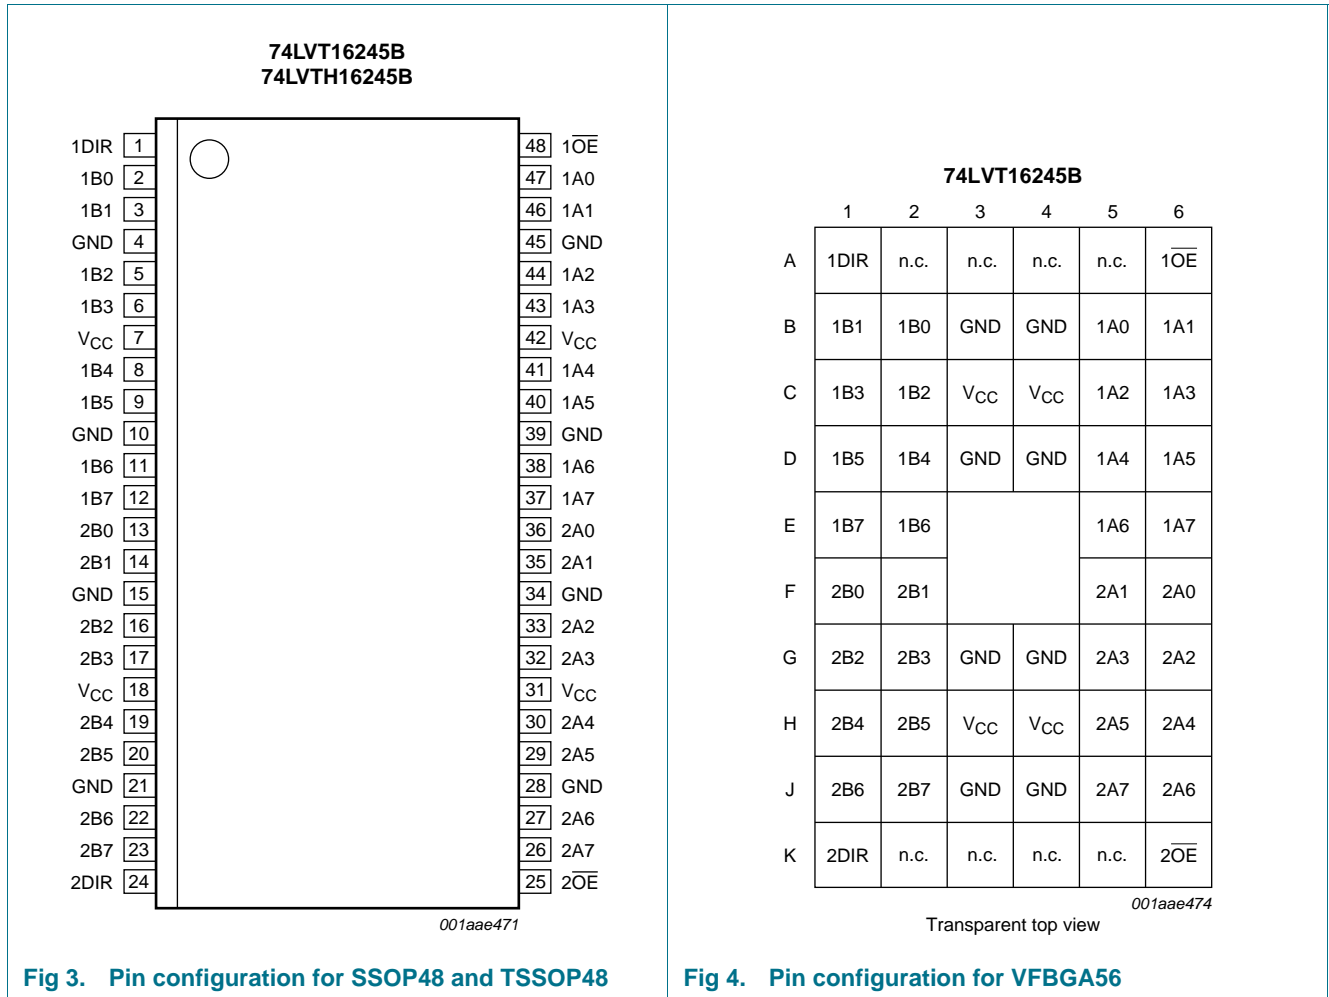 74LVT16245B
74LVTH16245B
1DIR 1 48 1O̅E̅
1B0 2 47 1A0
1B1 3 46 1A1
GND 4 45 GND
1B2 5 44 1A2
1B3 6 43 1A3
VCC 7 42 VCC
1B4 8 41 1A4
1B5 9 40 1A5
GND 10 39 GND
1B6 11 38 1A6
1B7 12 37 1A7
2B0 13 36 2A0
2B1 14 35 2A1
GND 15 34 GND
2B2 16 33 2A2
2B3 17 32 2A3
VCC 18 31 VCC
2B4 19 30 2A4
2B5 20 29 2A5
GND 21 28 GND
2B6 22 27 2A6
2B7 23 26 2A7
2DIR 24 25 2O̅E̅
001aae471
Fig 3. Pin configuration for SSOP48 and TSSOP48
74LVT16245B
1 2 3 4 5 6
A 1DIR n.c. n.c. n.c. n.c. 1O̅E̅
B 1B1 1B0 GND GND 1A0 1A1
C 1B3 1B2 VCC VCC 1A2 1A3
D 1B5 1B4 GND GND 1A4 1A5
E 1B7 1B6 1A6 1A7
F 2B0 2B1 2A1 2A0
G 2B2 2B3 GND GND 2A3 2A2
H 2B4 2B5 VCC VCC 2A5 2A4
J 2B6 2B7 GND GND 2A7 2A6
K 2DIR n.c. n.c. n.c. n.c. 2O̅E̅
001aae474
Transparent top view
Fig 4. Pin configuration for VFBGA56